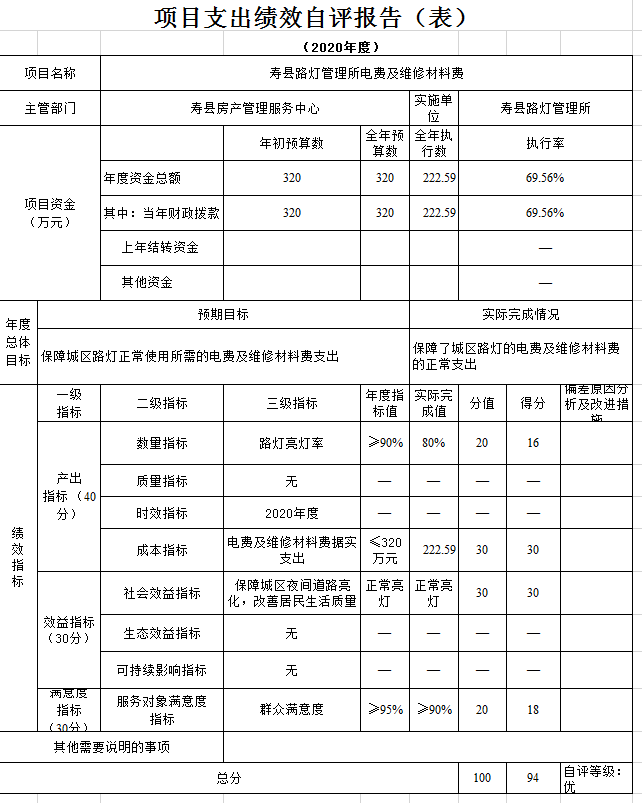 项目支出绩效自评报告（表）
（2020年度）
项目名称 寿县路灯管理所电费及维修材料费
主管部门 寿县房产管理服务中心 实施单位 寿县路灯管理所
项目资金（万元） 年初预算数 全年预算数 全年执行数 执行率
年度资金总额 320 320 222.59 69.56%
其中：当年财政拨款 320 320 222.59 69.56%
上年结转资金 —
其他资金 —
年度总体目标 预期目标 实际完成情况
保障城区路灯正常使用所需的电费及维修材料费支出 保障了城区路灯的电费及维修材料费的正常支出
绩效指标 一级指标 二级指标 三级指标 年度指标值 实际完成值 分值 得分 偏差原因分析及改进措施
产出指标（40分） 数量指标 路灯亮灯率 ≥90% 80% 20 16
质量指标 无 — — — —
时效指标 2020年度 — — — —
成本指标 电费及维修材料费据实支出 ≤320万元 222.59 30 30
效益指标（30分） 社会效益指标 保障城区夜间道路亮化，改善居民生活质量 正常亮灯 正常亮灯 30 30
生态效益指标 无 — — — —
可持续影响指标 无 — — — —
满意度指标（30分） 服务对象满意度指标 群众满意度 ≥95% ≥90% 20 18
其他需要说明的事项
总分 100 94 自评等级：优